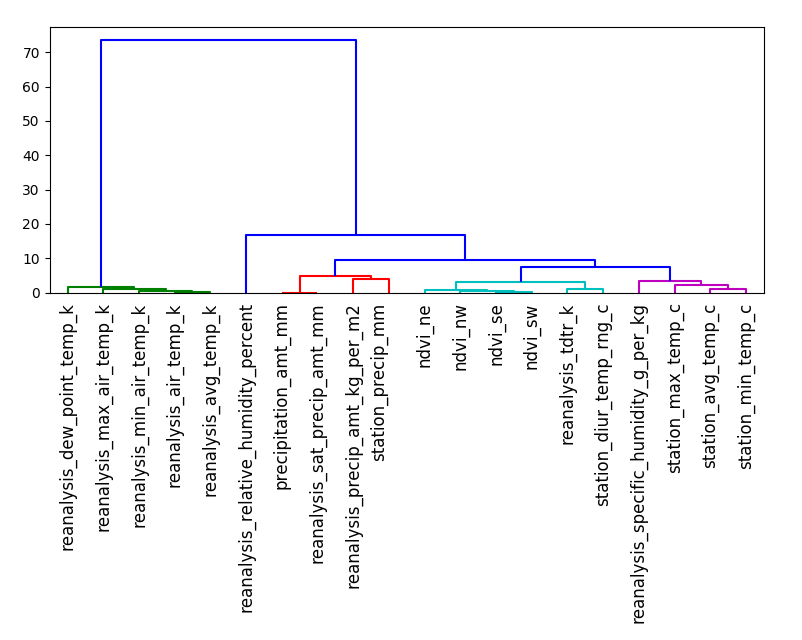 70
60
50
40
30
20
10
0
reanalysis_dew_point_temp_k
reanalysis_max_air_temp_k
reanalysis_min_air_temp_k
reanalysis_air_temp_k
reanalysis_avg_temp_k
reanalysis_relative_humidity_percent
precipitation_amt_mm
reanalysis_sat_precip_amt_mm
reanalysis_precip_amt_kg_per_m2
station_precip_mm
ndvi_ne
ndvi_nw
ndvi_se
ndvi_sw
reanalysis_tdtr_k
station_diur_temp_rng_c
reanalysis_specific_humidity_g_per_kg
station_max_temp_c
station_avg_temp_c
station_min_temp_c